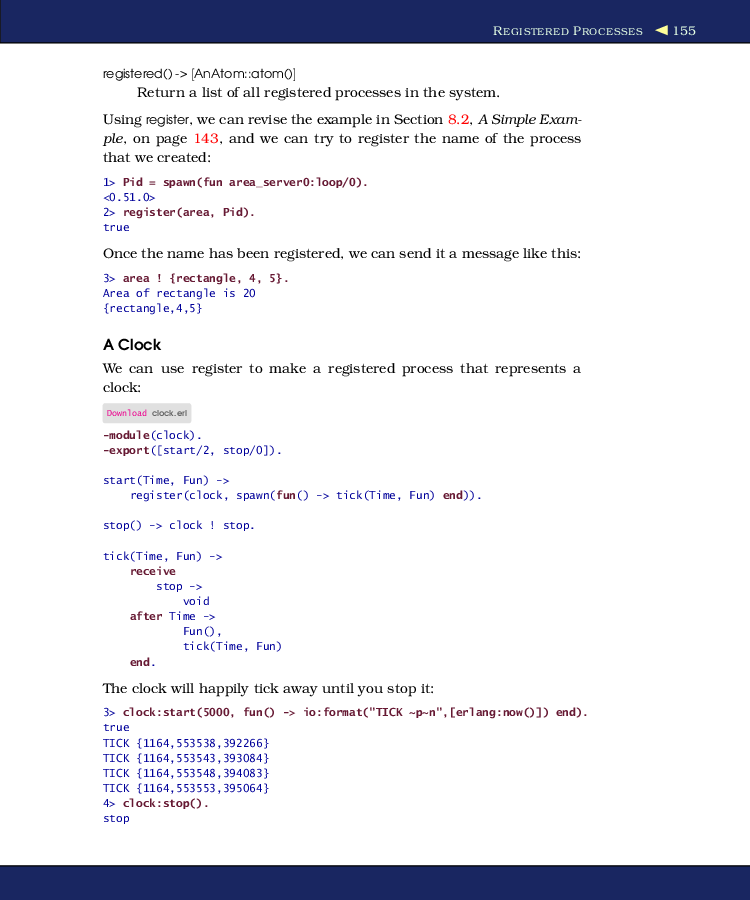 REGISTERED PROCESSES ◀ 155
registered() -> [AnAtom::atom()]
Return a list of all registered processes in the system.
Using register, we can revise the example in Section 8.2, A Simple Exam-
ple, on page 143, and we can try to register the name of the process
that we created:
1> Pid = spawn(fun area_server0:loop/0).
<0.51.0>
2> register(area, Pid).
true
Once the name has been registered, we can send it a message like this:
3> area ! {rectangle, 4, 5}.
Area of rectangle is 20
{rectangle,4,5}
A Clock
We can use register to make a registered process that represents a
clock:
Download clock.erl
-module(clock).
-export([start/2, stop/0]).
start(Time, Fun) ->
    register(clock, spawn(fun() -> tick(Time, Fun) end)).
stop() -> clock ! stop.
tick(Time, Fun) ->
    receive
        stop ->
            void
    after Time ->
            Fun(),
            tick(Time, Fun)
    end.
The clock will happily tick away until you stop it:
3> clock:start(5000, fun() -> io:format("TICK ~p~n",[erlang:now()]) end).
true
TICK {1164,553538,392266}
TICK {1164,553543,393084}
TICK {1164,553548,394083}
TICK {1164,553553,395064}
4> clock:stop().
stop